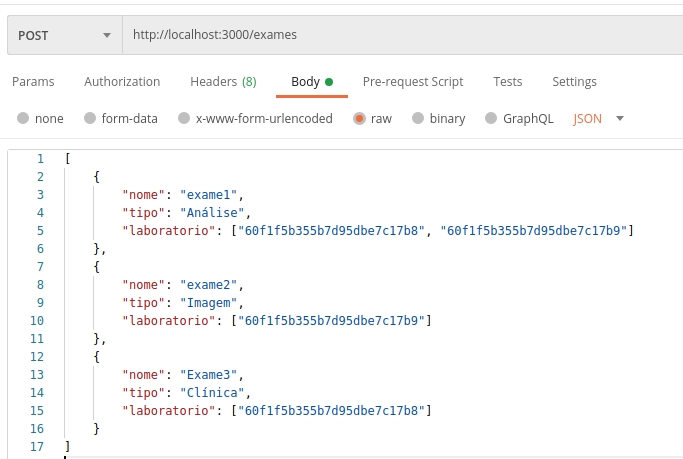 POST http://localhost:3000/exames
Params Authorization Headers (8) Body Pre-request Script Tests Settings
none form-data x-www-form-urlencoded raw binary GraphQL JSON
1 [
2 {
3 "nome": "exame1",
4 "tipo": "Análise",
5 "laboratorio": ["60f1f5b355b7d95dbe7c17b8", "60f1f5b355b7d95dbe7c17b9"]
6 },
7 {
8 "nome": "exame2",
9 "tipo": "Imagem",
10 "laboratorio": ["60f1f5b355b7d95dbe7c17b9"]
11 },
12 {
13 "nome": "Exame3",
14 "tipo": "Clínica",
15 "laboratorio": ["60f1f5b355b7d95dbe7c17b8"]
16 }
17 ]